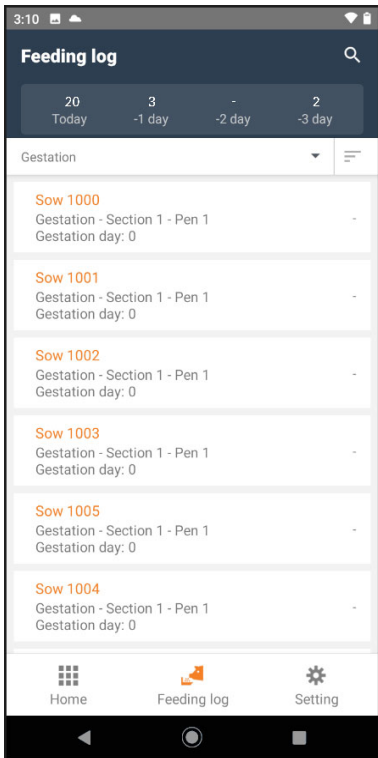 3:10
Feeding log
20 3 - 2
Today -1 day -2 day -3 day
Gestation
Sow 1000
Gestation - Section 1 - Pen 1 -
Gestation day: 0
Sow 1001
Gestation - Section 1 - Pen 1 -
Gestation day: 0
Sow 1002
Gestation - Section 1 - Pen 1 -
Gestation day: 0
Sow 1003
Gestation - Section 1 - Pen 1 -
Gestation day: 0
Sow 1005
Gestation - Section 1 - Pen 1 -
Gestation day: 0
Sow 1004
Gestation - Section 1 - Pen 1 -
Gestation day: 0
Home Feeding log Setting